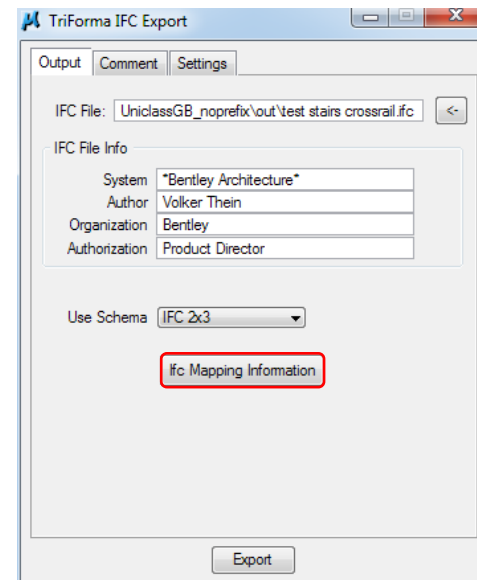 TriForma IFC Export
Output Comment Settings
IFC File: UniclassGB_noprefix\out\test stairs crossrail.ifc <-
IFC File Info
System *Bentley Architecture*
Author Volker Thein
Organization Bentley
Authorization Product Director
Use Schema IFC 2x3
Ifc Mapping Information
Export